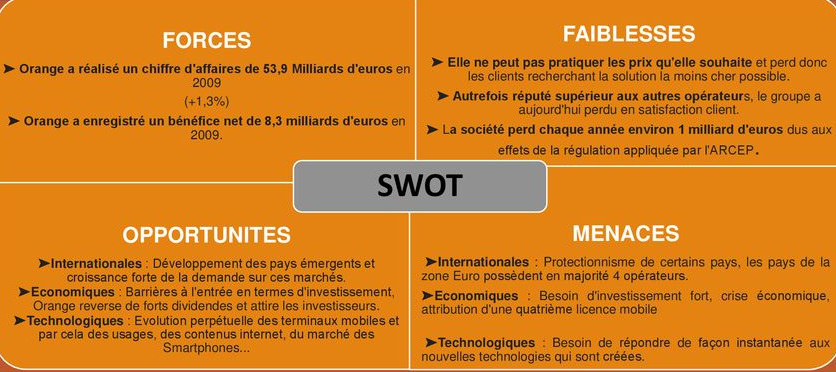 FORCES
➤ Orange a réalisé un chiffre d'affaires de 53,9 Milliards d'euros en
2009
(+1,3%)
➤ Orange a enregistré un bénéfice net de 8,3 milliards d'euros en
2009.
FAIBLESSES
➤ Elle ne peut pas pratiquer les prix qu'elle souhaite et perd donc
les clients recherchant la solution la moins cher possible.
➤ Autrefois réputé supérieur aux autres opérateurs, le groupe a
aujourd'hui perdu en satisfaction client.
➤ La société perd chaque année environ 1 milliard d'euros dus aux
effets de la régulation appliquée par l'ARCEP.
SWOT
OPPORTUNITES
➤Internationales : Développement des pays émergents et
croissance forte de la demande sur ces marchés.
➤Economiques : Barrières à l'entrée en termes d'investissement,
Orange reverse de forts dividendes et attire les investisseurs.
➤Technologiques : Evolution perpétuelle des terminaux mobiles et
par cela des usages, des contenus internet, du marché des
Smartphones...
MENACES
➤Internationales : Protectionnisme de certains pays, les pays de la
zone Euro possèdent en majorité 4 opérateurs.
➤Economiques : Besoin d'investissement fort, crise économique,
attribution d'une quatrième licence mobile
➤Technologiques : Besoin de répondre de façon instantanée aux
nouvelles technologies qui sont créées.